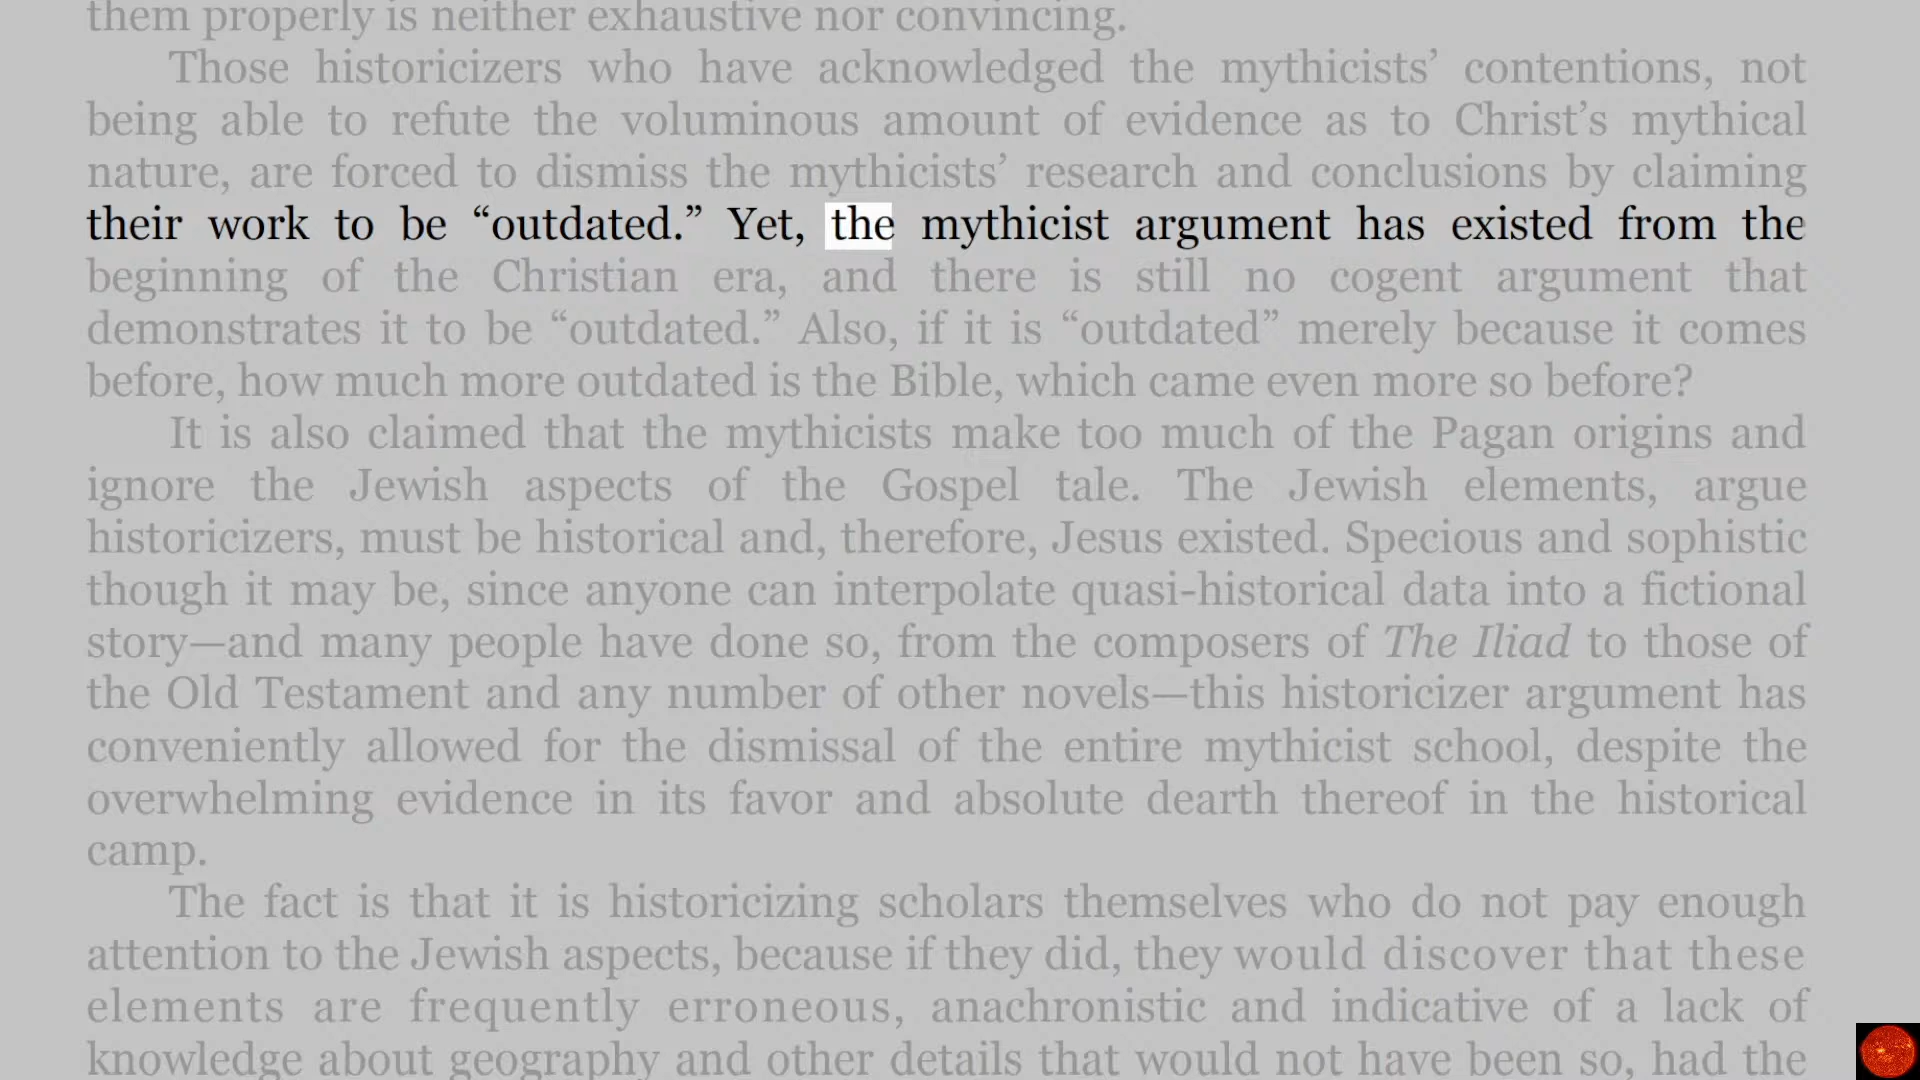 them properly is neither exhaustive nor convincing.
Those historicizers who have acknowledged the mythicists’ contentions, not
being able to refute the voluminous amount of evidence as to Christ’s mythical
nature, are forced to dismiss the mythicists’ research and conclusions by claiming
their work to be “outdated.” Yet, the mythicist argument has existed from the
beginning of the Christian era, and there is still no cogent argument that
demonstrates it to be “outdated.” Also, if it is “outdated” merely because it comes
before, how much more outdated is the Bible, which came even more so before?
It is also claimed that the mythicists make too much of the Pagan origins and
ignore the Jewish aspects of the Gospel tale. The Jewish elements, argue
historicizers, must be historical and, therefore, Jesus existed. Specious and sophistic
though it may be, since anyone can interpolate quasi-historical data into a fictional
story—and many people have done so, from the composers of The Iliad to those of
the Old Testament and any number of other novels—this historicizer argument has
conveniently allowed for the dismissal of the entire mythicist school, despite the
overwhelming evidence in its favor and absolute dearth thereof in the historical
camp.
The fact is that it is historicizing scholars themselves who do not pay enough
attention to the Jewish aspects, because if they did, they would discover that these
elements are frequently erroneous, anachronistic and indicative of a lack of
knowledge about geography and other details that would not have been so, had the